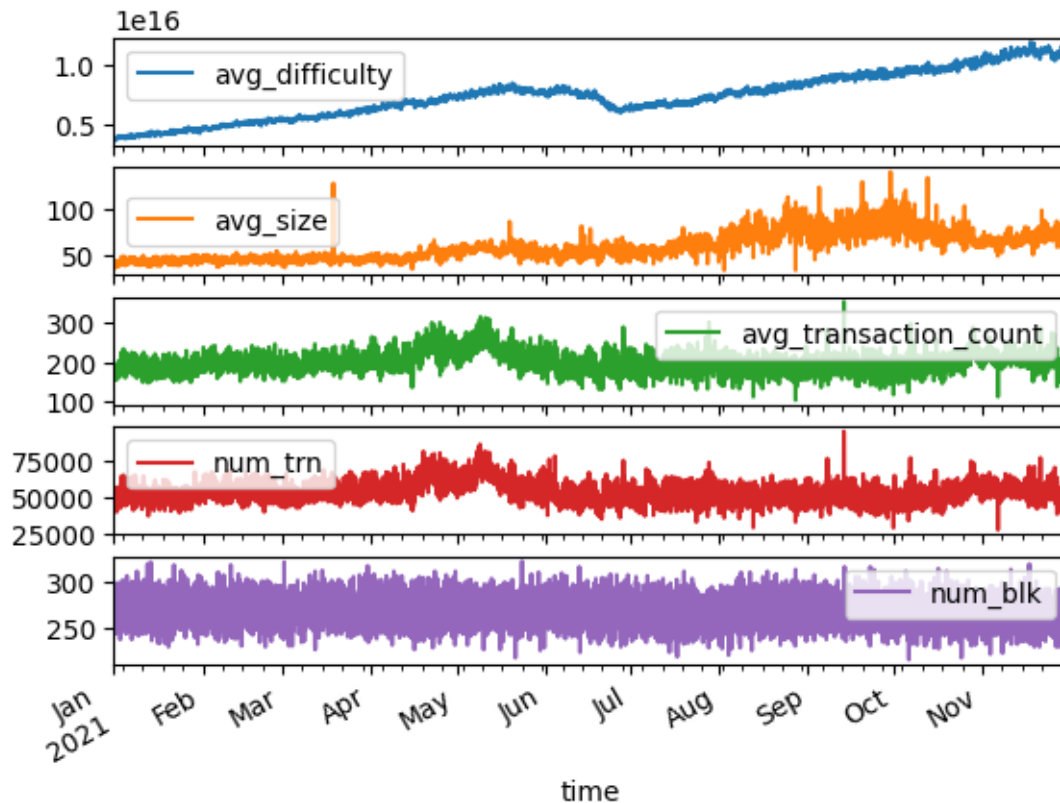 1e16
1.0
0.5
avg_difficulty
100
50
avg_size
300
200
100
avg_transaction_count
75000
50000
25000
num_trn
300
250
num_blk
Jan Feb Mar Apr May Jun Jul Aug Sep Oct Nov
2021
time